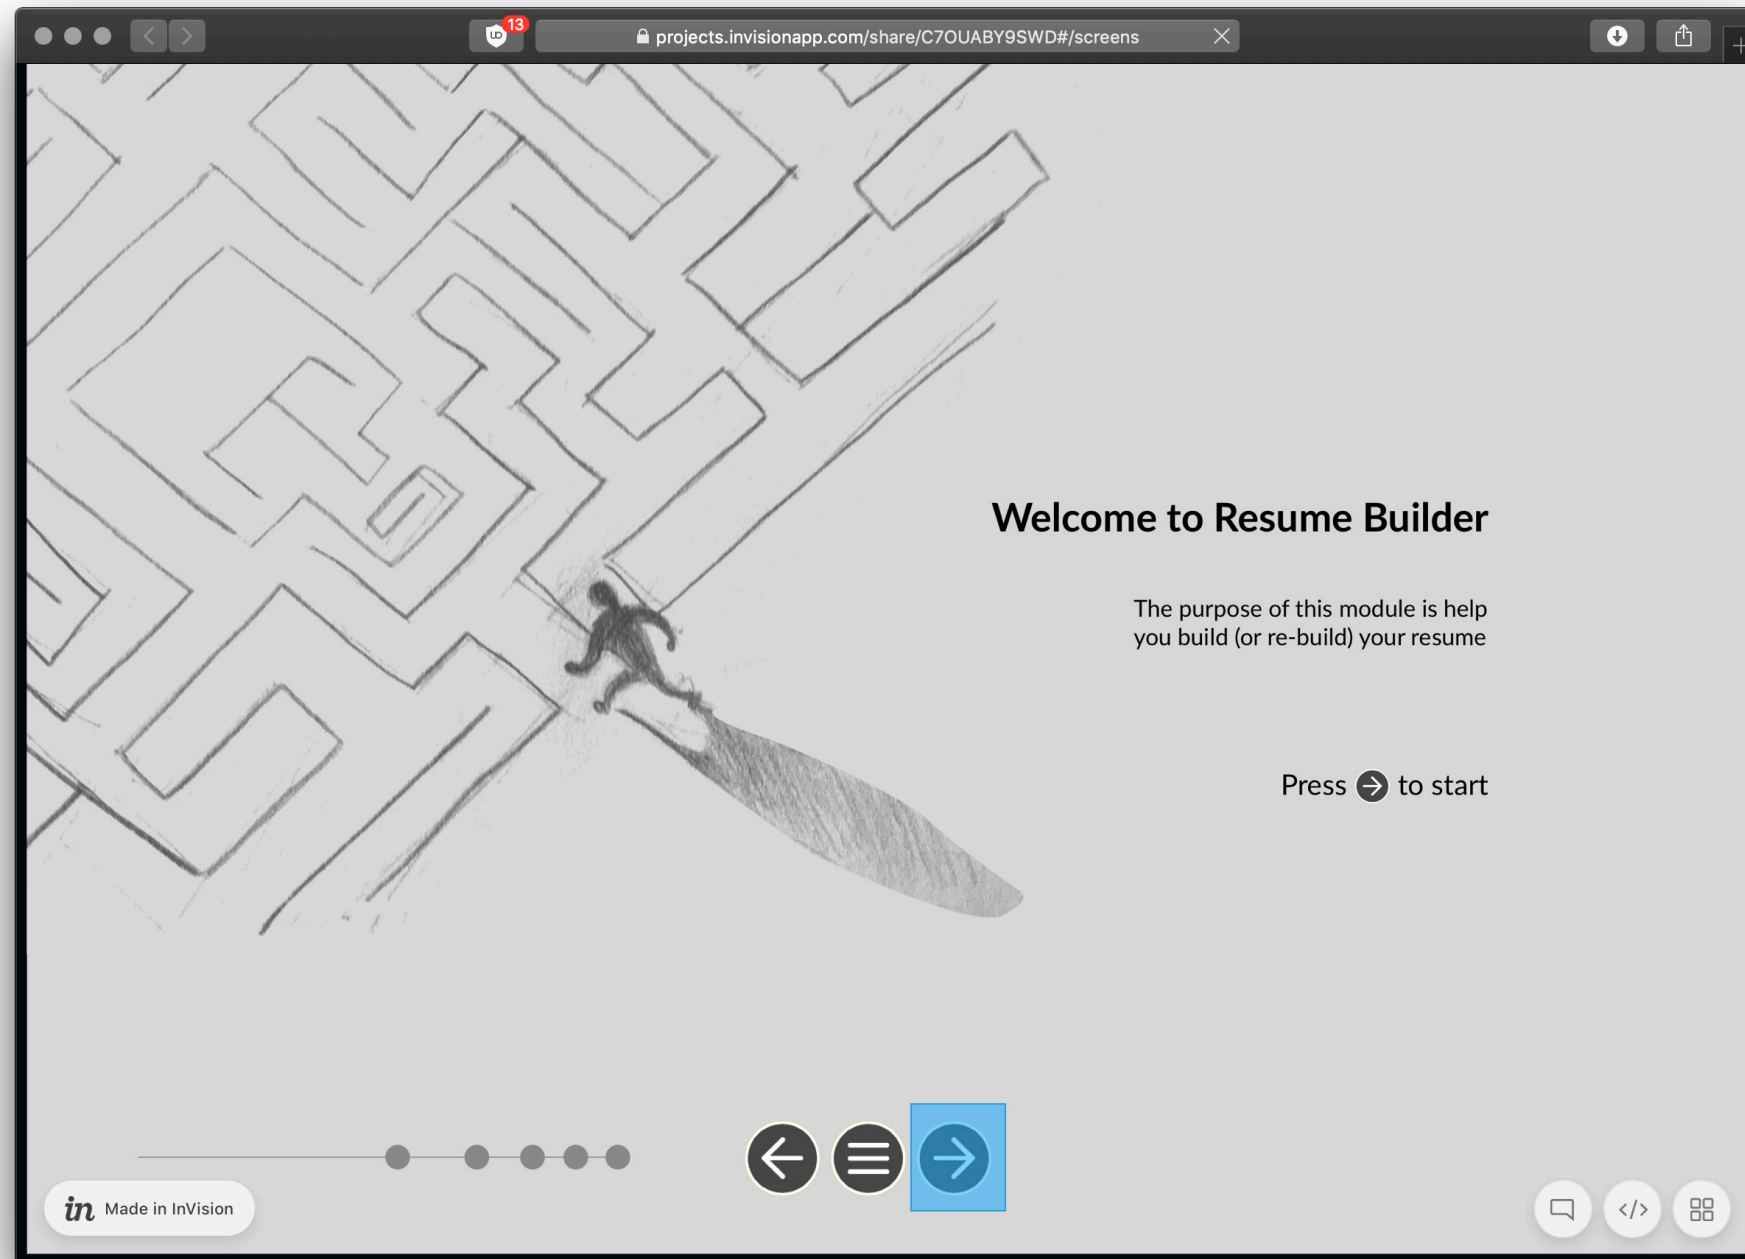 13
projects.invisionapp.com/share/C7OUABY9SWD#/screens
Welcome to Resume Builder
The purpose of this module is help
you build (or re-build) your resume
Press to start
in Made in InVision